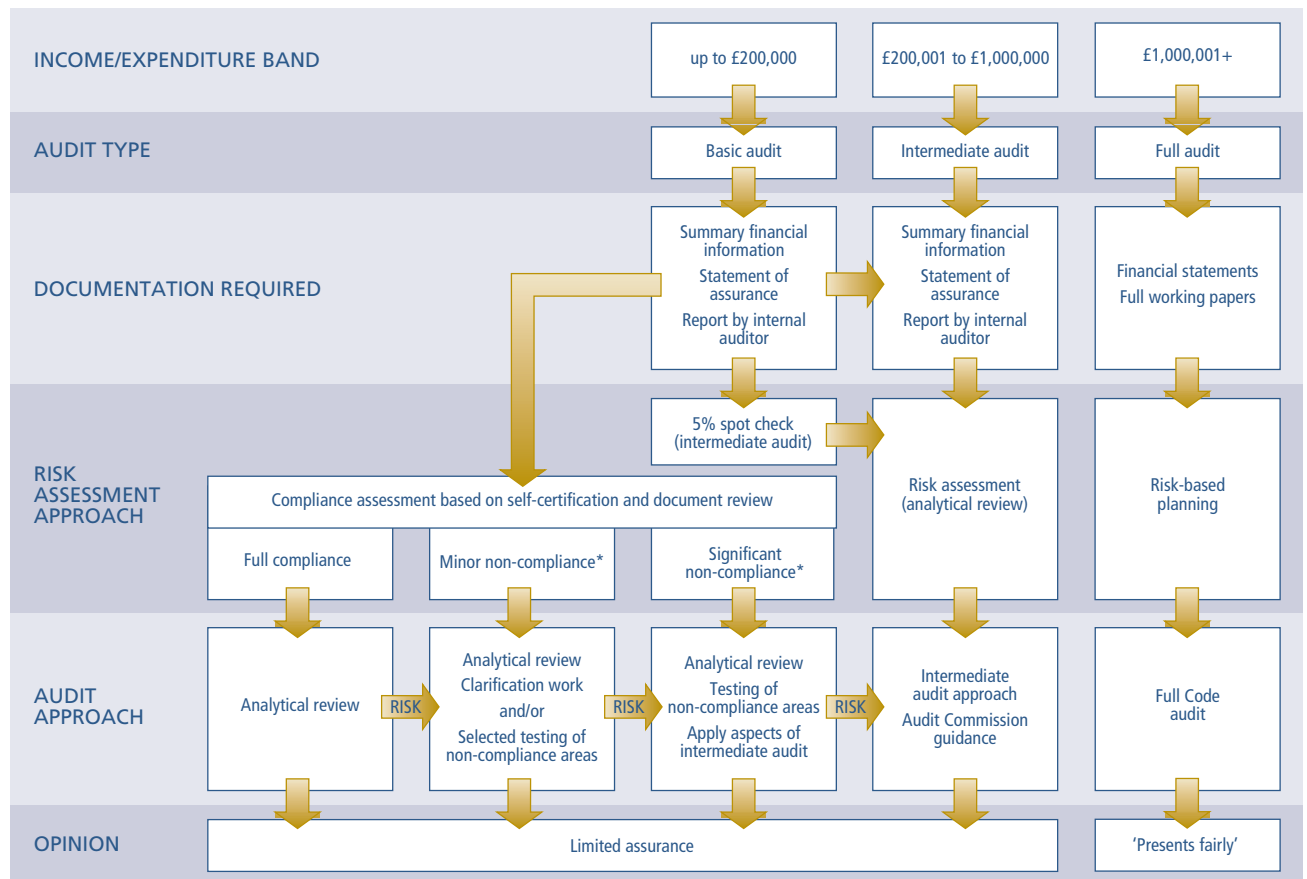 INCOME/EXPENDITURE BAND
up to £200,000
£200,001 to £1,000,000
£1,000,001+
AUDIT TYPE
Basic audit
Intermediate audit
Full audit
DOCUMENTATION REQUIRED
Summary financial
information
Statement of
assurance
Report by internal
auditor
Summary financial
information
Statement of
assurance
Report by internal
auditor
Financial statements
Full working papers
RISK
ASSESSMENT
APPROACH
5% spot check
(intermediate audit)
Compliance assessment based on self-certification and document review
Full compliance
Minor non-compliance*
Significant
non-compliance*
Risk assessment
(analytical review)
Risk-based
planning
AUDIT
APPROACH
Analytical review
RISK
Analytical review
Clarification work
and/or
Selected testing of
non-compliance areas
RISK
Analytical review
Testing of
non-compliance areas
Apply aspects of
intermediate audit
RISK
Intermediate
audit approach
Audit Commission
guidance
Full Code
audit
OPINION
Limited assurance
'Presents fairly'